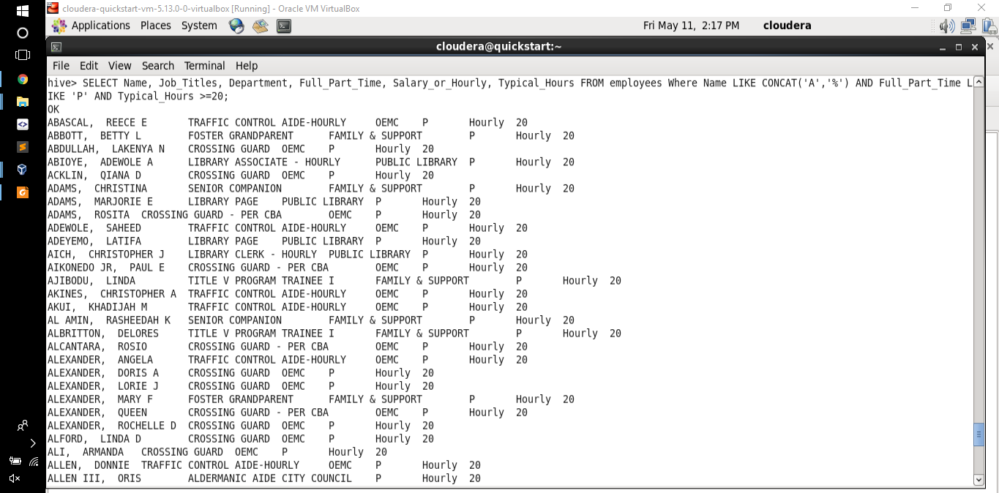 cloudera-quickstart-vm-5.13.0-0-virtualbox [Running] - Oracle VM VirtualBox
Applications Places System Fri May 11, 2:17 PM cloudera
cloudera@quickstart:~
File Edit View Search Terminal Help
hive> SELECT Name, Job_Titles, Department, Full_Part_Time, Salary_or_Hourly, Typical_Hours FROM employees Where Name LIKE CONCAT('A','%') AND Full_Part_Time L
IKE 'P' AND Typical_Hours >=20;
OK
ABASCAL, REECE E TRAFFIC CONTROL AIDE-HOURLY OEMC P Hourly 20
ABBOTT, BETTY L FOSTER GRANDPARENT FAMILY & SUPPORT P Hourly 20
ABDULLAH, LAKENYA N CROSSING GUARD OEMC P Hourly 20
ABIOYE, ADEWOLE A LIBRARY ASSOCIATE - HOURLY PUBLIC LIBRARY P Hourly 20
ACKLIN, QIANA D CROSSING GUARD OEMC P Hourly 20
ADAMS, CHRISTINA SENIOR COMPANION FAMILY & SUPPORT P Hourly 20
ADAMS, MARJORIE E LIBRARY PAGE PUBLIC LIBRARY P Hourly 20
ADAMS, ROSITA CROSSING GUARD - PER CBA OEMC P Hourly 20
ADEWOLE, SAHEED TRAFFIC CONTROL AIDE-HOURLY OEMC P Hourly 20
ADEYEMO, LATIFA LIBRARY PAGE PUBLIC LIBRARY P Hourly 20
AICH, CHRISTOPHER J LIBRARY CLERK - HOURLY PUBLIC LIBRARY P Hourly 20
AIKONEDO JR, PAUL E CROSSING GUARD - PER CBA OEMC P Hourly 20
AJIBODU, LINDA TITLE V PROGRAM TRAINEE I FAMILY & SUPPORT P Hourly 20
AKINES, CHRISTOPHER A TRAFFIC CONTROL AIDE-HOURLY OEMC P Hourly 20
AKUI, KHADIJAH M TRAFFIC CONTROL AIDE-HOURLY OEMC P Hourly 20
AL AMIN, RASHEEDAH K SENIOR COMPANION FAMILY & SUPPORT P Hourly 20
ALBRITTON, DELORES TITLE V PROGRAM TRAINEE I FAMILY & SUPPORT P Hourly 20
ALCANTARA, ROSIO CROSSING GUARD - PER CBA OEMC P Hourly 20
ALEXANDER, ANGELA TRAFFIC CONTROL AIDE-HOURLY OEMC P Hourly 20
ALEXANDER, DORIS A CROSSING GUARD OEMC P Hourly 20
ALEXANDER, LORIE J CROSSING GUARD OEMC P Hourly 20
ALEXANDER, MARY F FOSTER GRANDPARENT FAMILY & SUPPORT P Hourly 20
ALEXANDER, QUEEN CROSSING GUARD - PER CBA OEMC P Hourly 20
ALEXANDER, ROCHELLE D CROSSING GUARD OEMC P Hourly 20
ALFORD, LINDA D CROSSING GUARD OEMC P Hourly 20
ALI, ARMANDA CROSSING GUARD OEMC P Hourly 20
ALLEN, DONNIE TRAFFIC CONTROL AIDE-HOURLY OEMC P Hourly 20
ALLEN III, ORIS ALDERMANIC AIDE CITY COUNCIL P Hourly 20